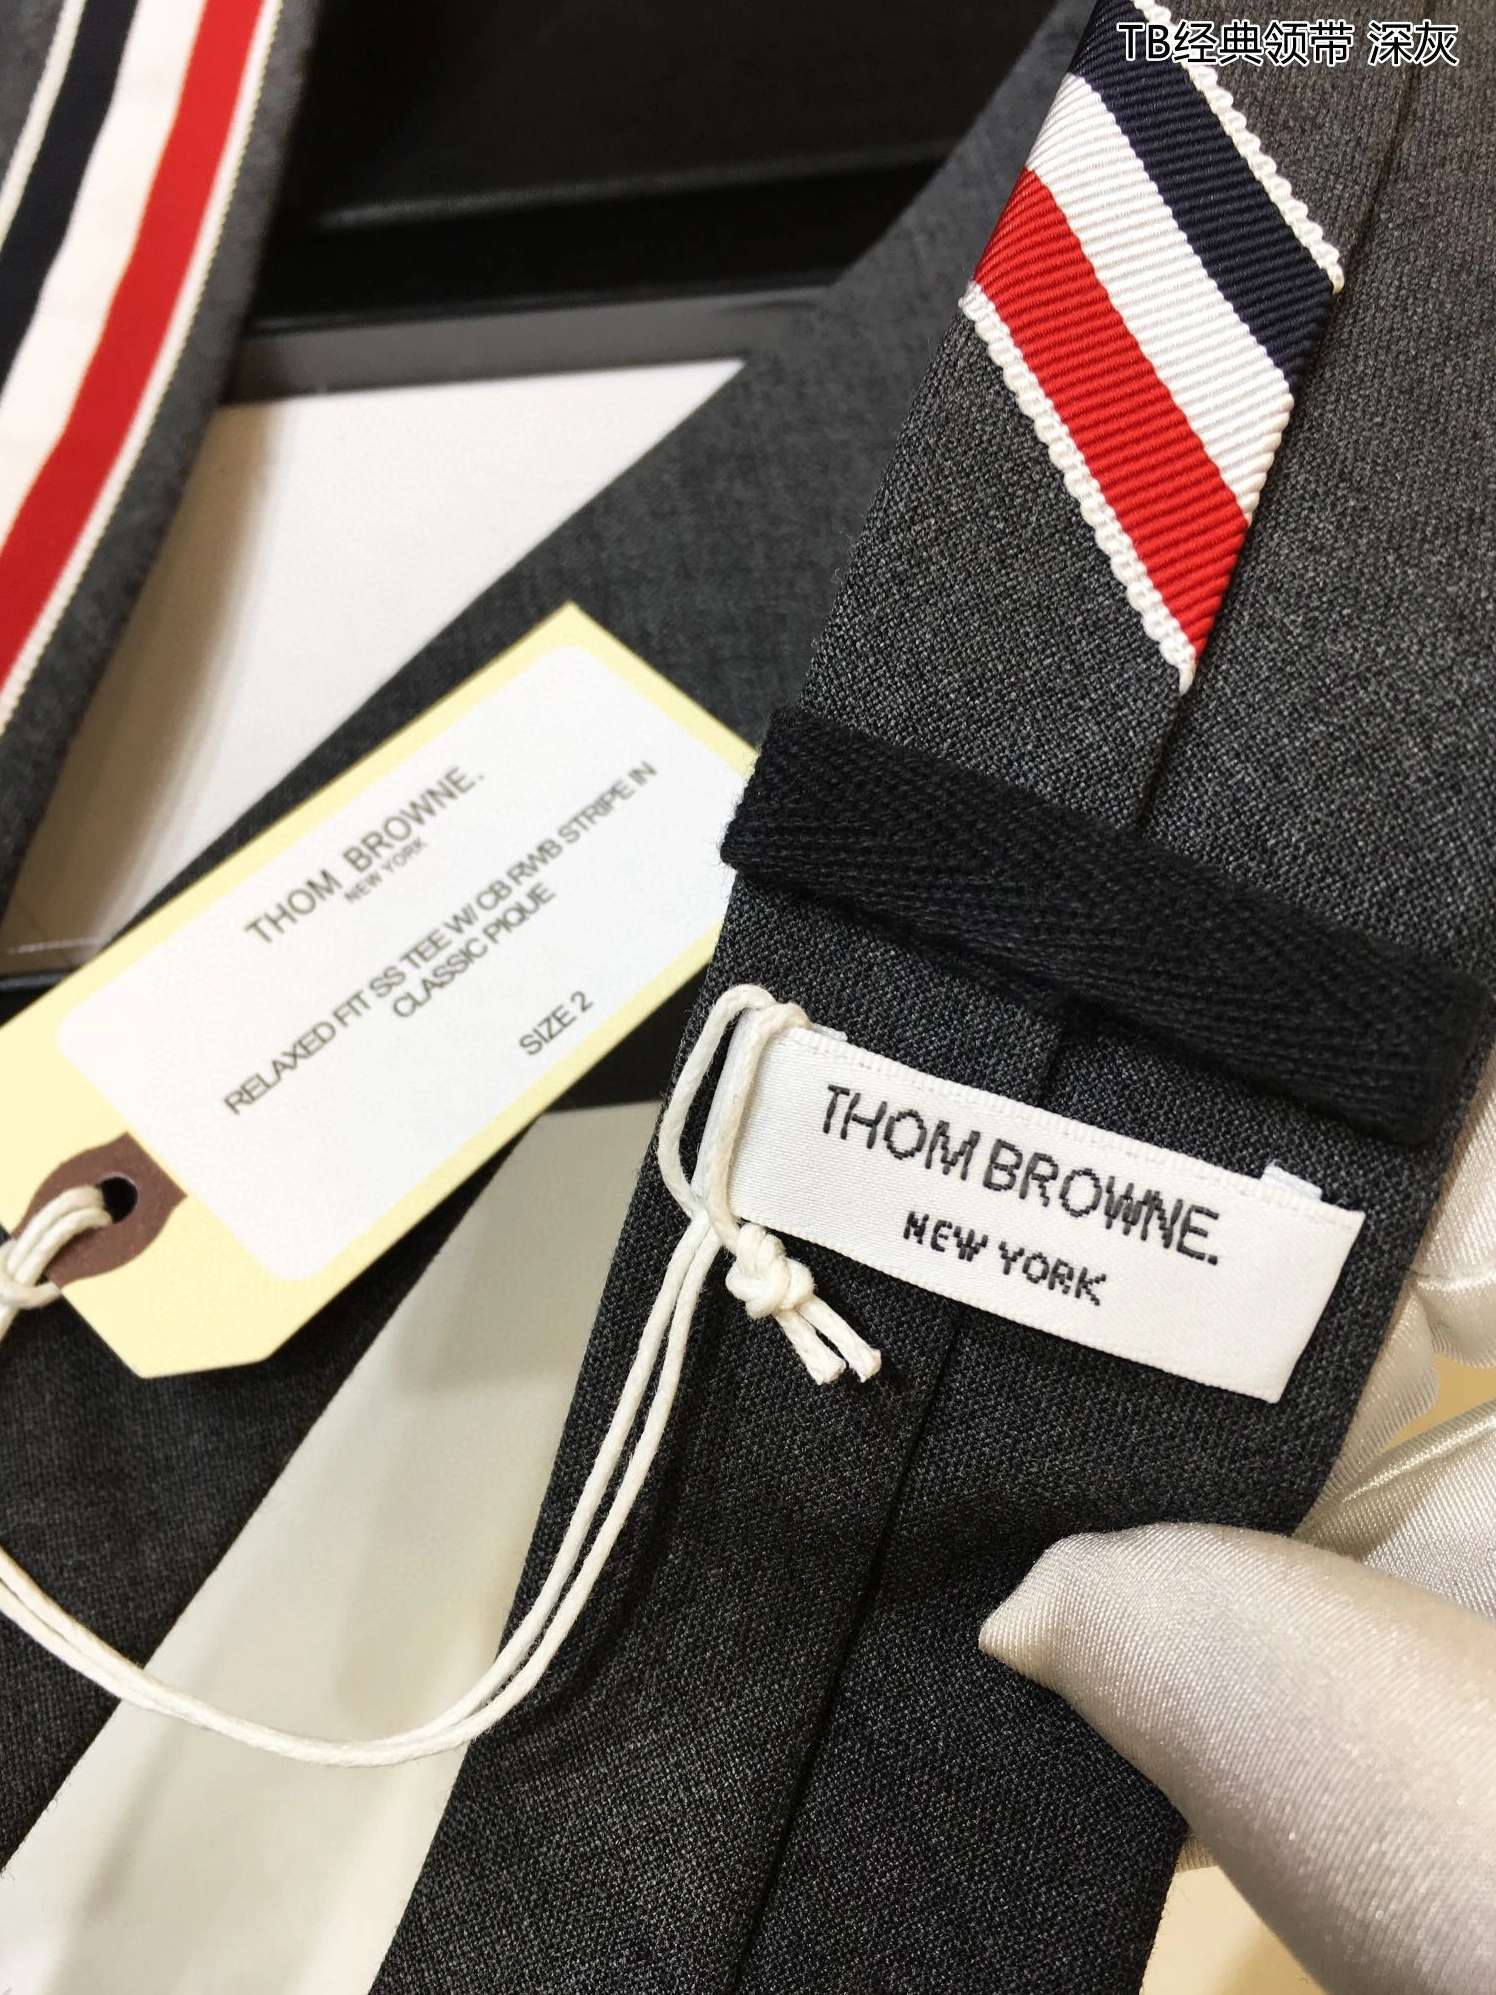 TB经典领带 深灰
THOM BROWNE.
NEW YORK
RELAXED FIT SS TEE W/ CB RWB STRIPE IN
CLASSIC PIQUE
SIZE 2
THOM BROWNE.
NEW YORK